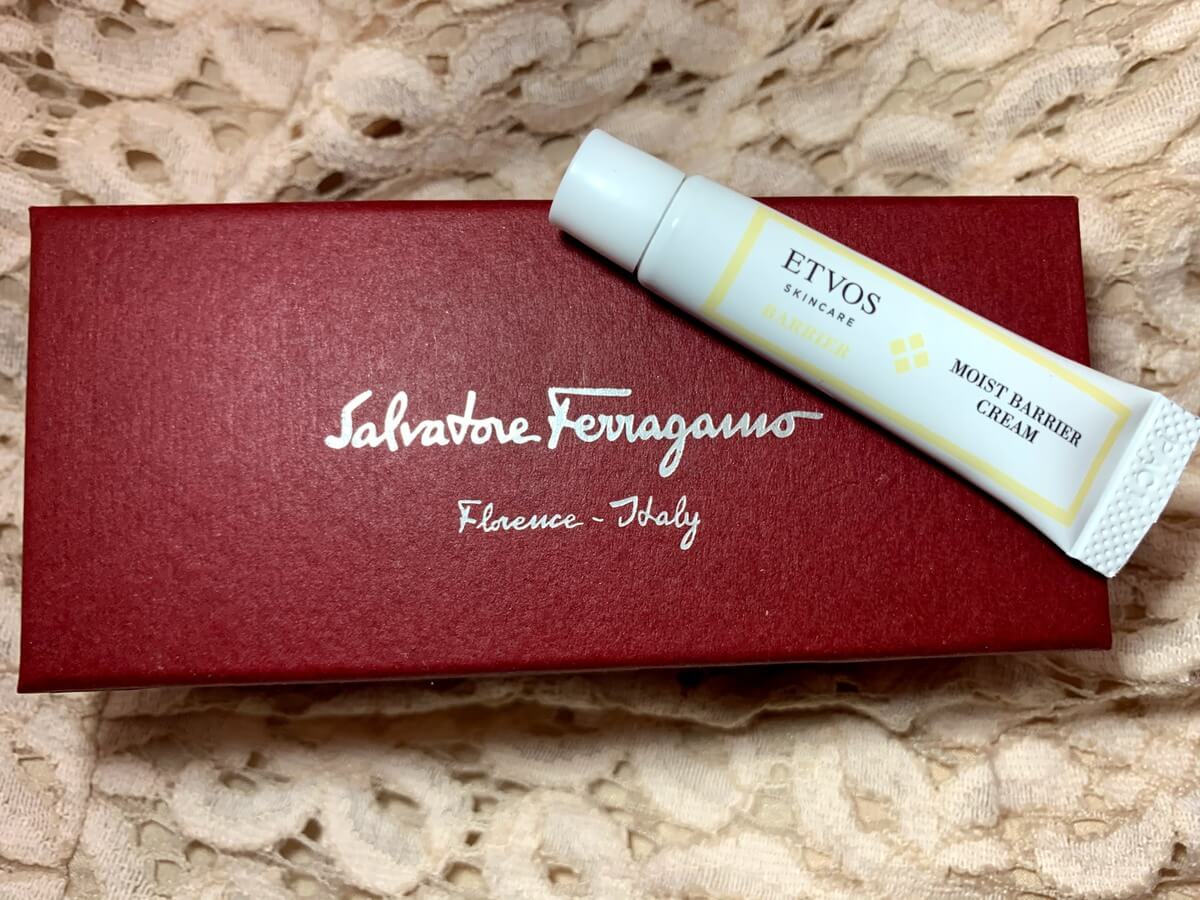 Salvatore Ferragamo
Florence - Italy
ETVOS
SKINCARE
BARRIER
MOIST BARRIER
CREAM